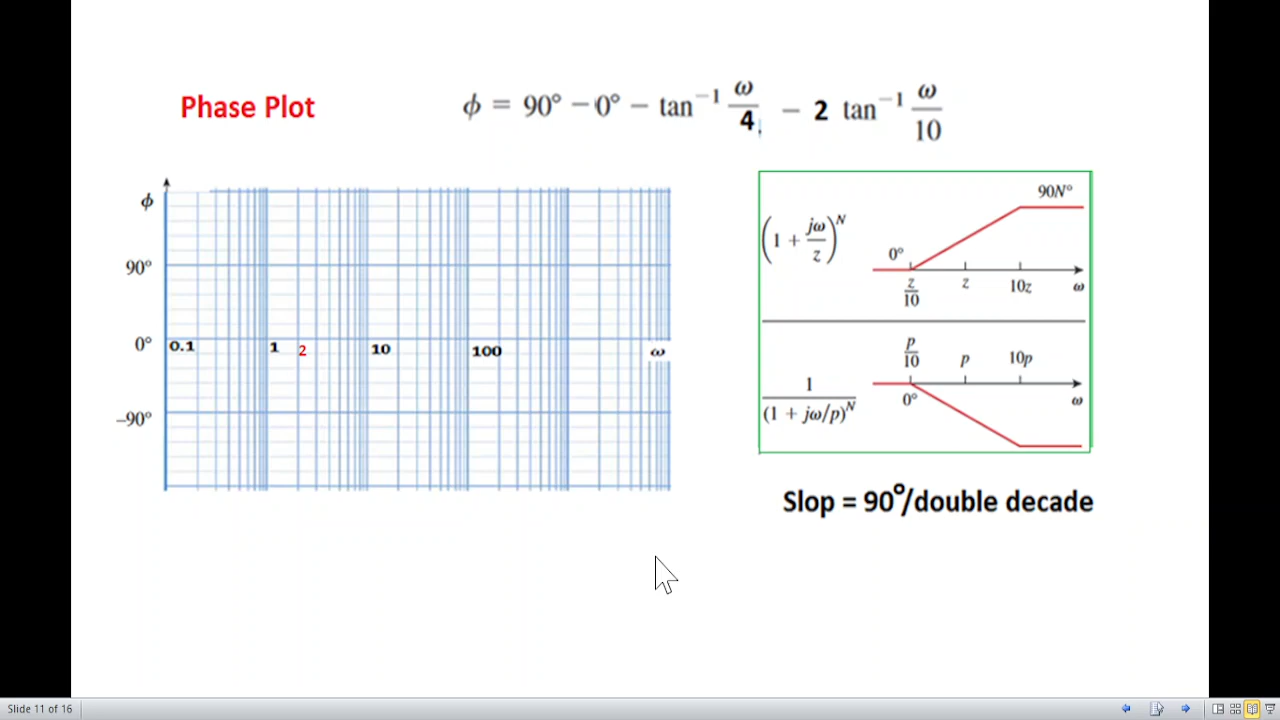 Phase Plot
ϕ = 90° − 0° − tan⁻¹ ω/4 − 2 tan⁻¹ ω/10
ϕ
90°
0°
−90°
0.1 1 2 10 100 ω
(1 + jω/z)^N
90N°
0°
z/10 z 10z ω
1/(1 + jω/p)^N
p/10 p 10p
0°
ω
Slop = 90°/double decade
Slide 11 of 16